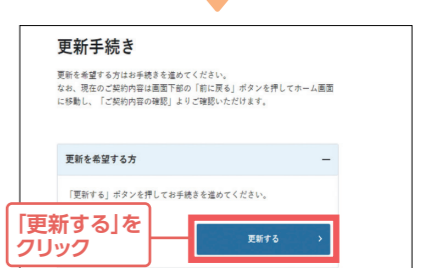 更新手続き
更新を希望する方はお手続きを進めてください。
なお、現在のご契約内容は画面下部の「前に戻る」ボタンを押してホーム画面
に移動し、「ご契約内容の確認」よりご確認いただけます。
更新を希望する方
「更新する」ボタンを押してお手続きを進めてください。
「更新する」を
クリック
更新する